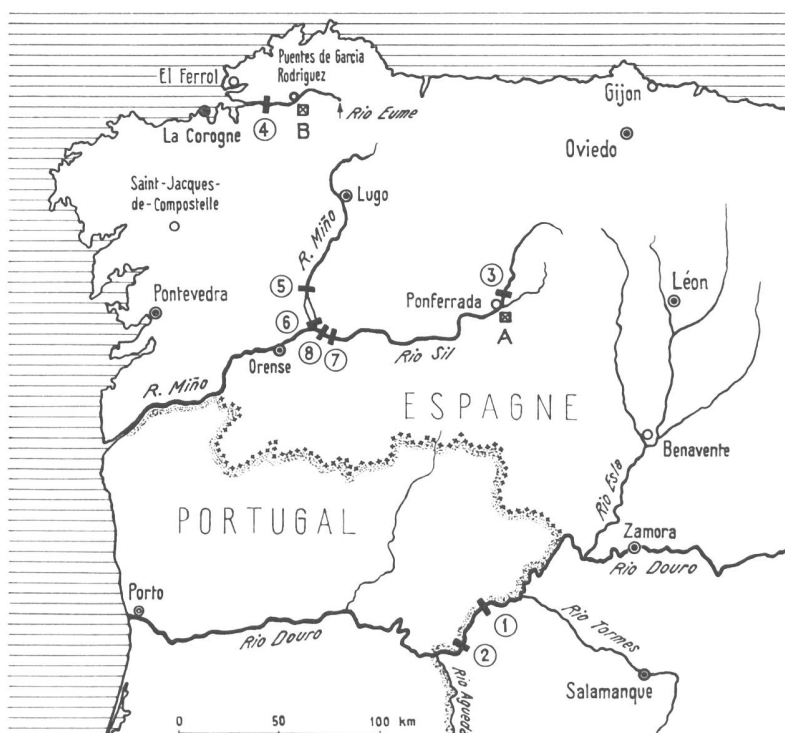 Puentes de Garcia
Rodriguez
El Ferrol
Gijon
La Corogne
4
B
Rio Eume
Oviedo
Saint-Jacques-
de-Compostelle
Lugo
R. Miño
Pontevedra
5
3
Ponferrada
Léon
6
A
8
7
Orense
Rio Sil
R. Miño
ESPAGNE
Benavente
Rio Esla
PORTUGAL
Zamora
Rio Douro
Porto
1
Rio Tormes
Rio Douro
2
Rio Agueda
Salamanque
0 50 100 km